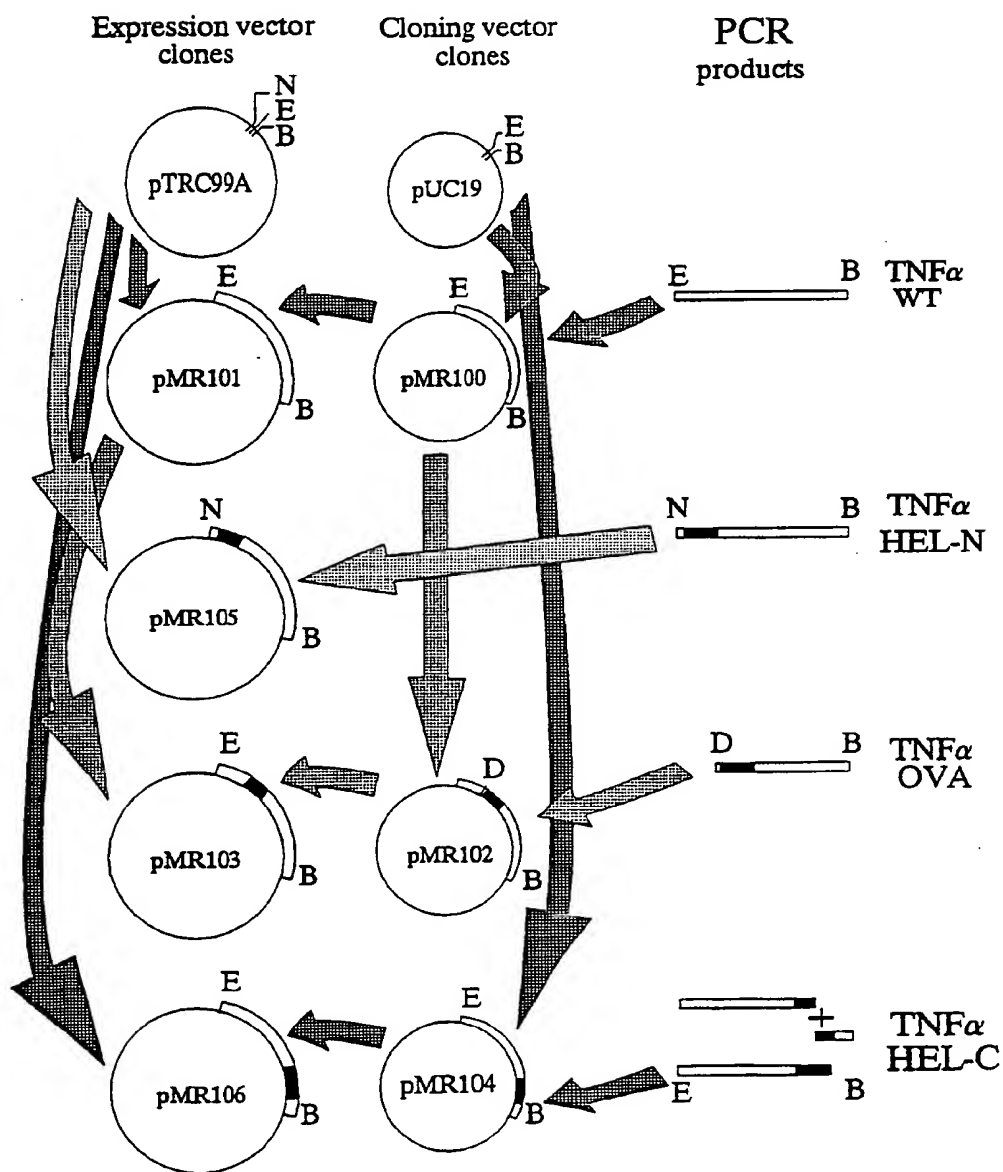 Expression vector
clones
Cloning vector
clones
PCR
products
N
E
B
pTRC99A
E
B
pUC19
E
B
TNFα
WT
E
pMR101
B
E
pMR100
B
N
B
TNFα
HEL-N
N
pMR105
B
D
B
TNFα
OVA
E
pMR103
B
D
pMR102
B
+
TNFα
HEL-C
E
B
E
pMR106
B
E
pMR104
B